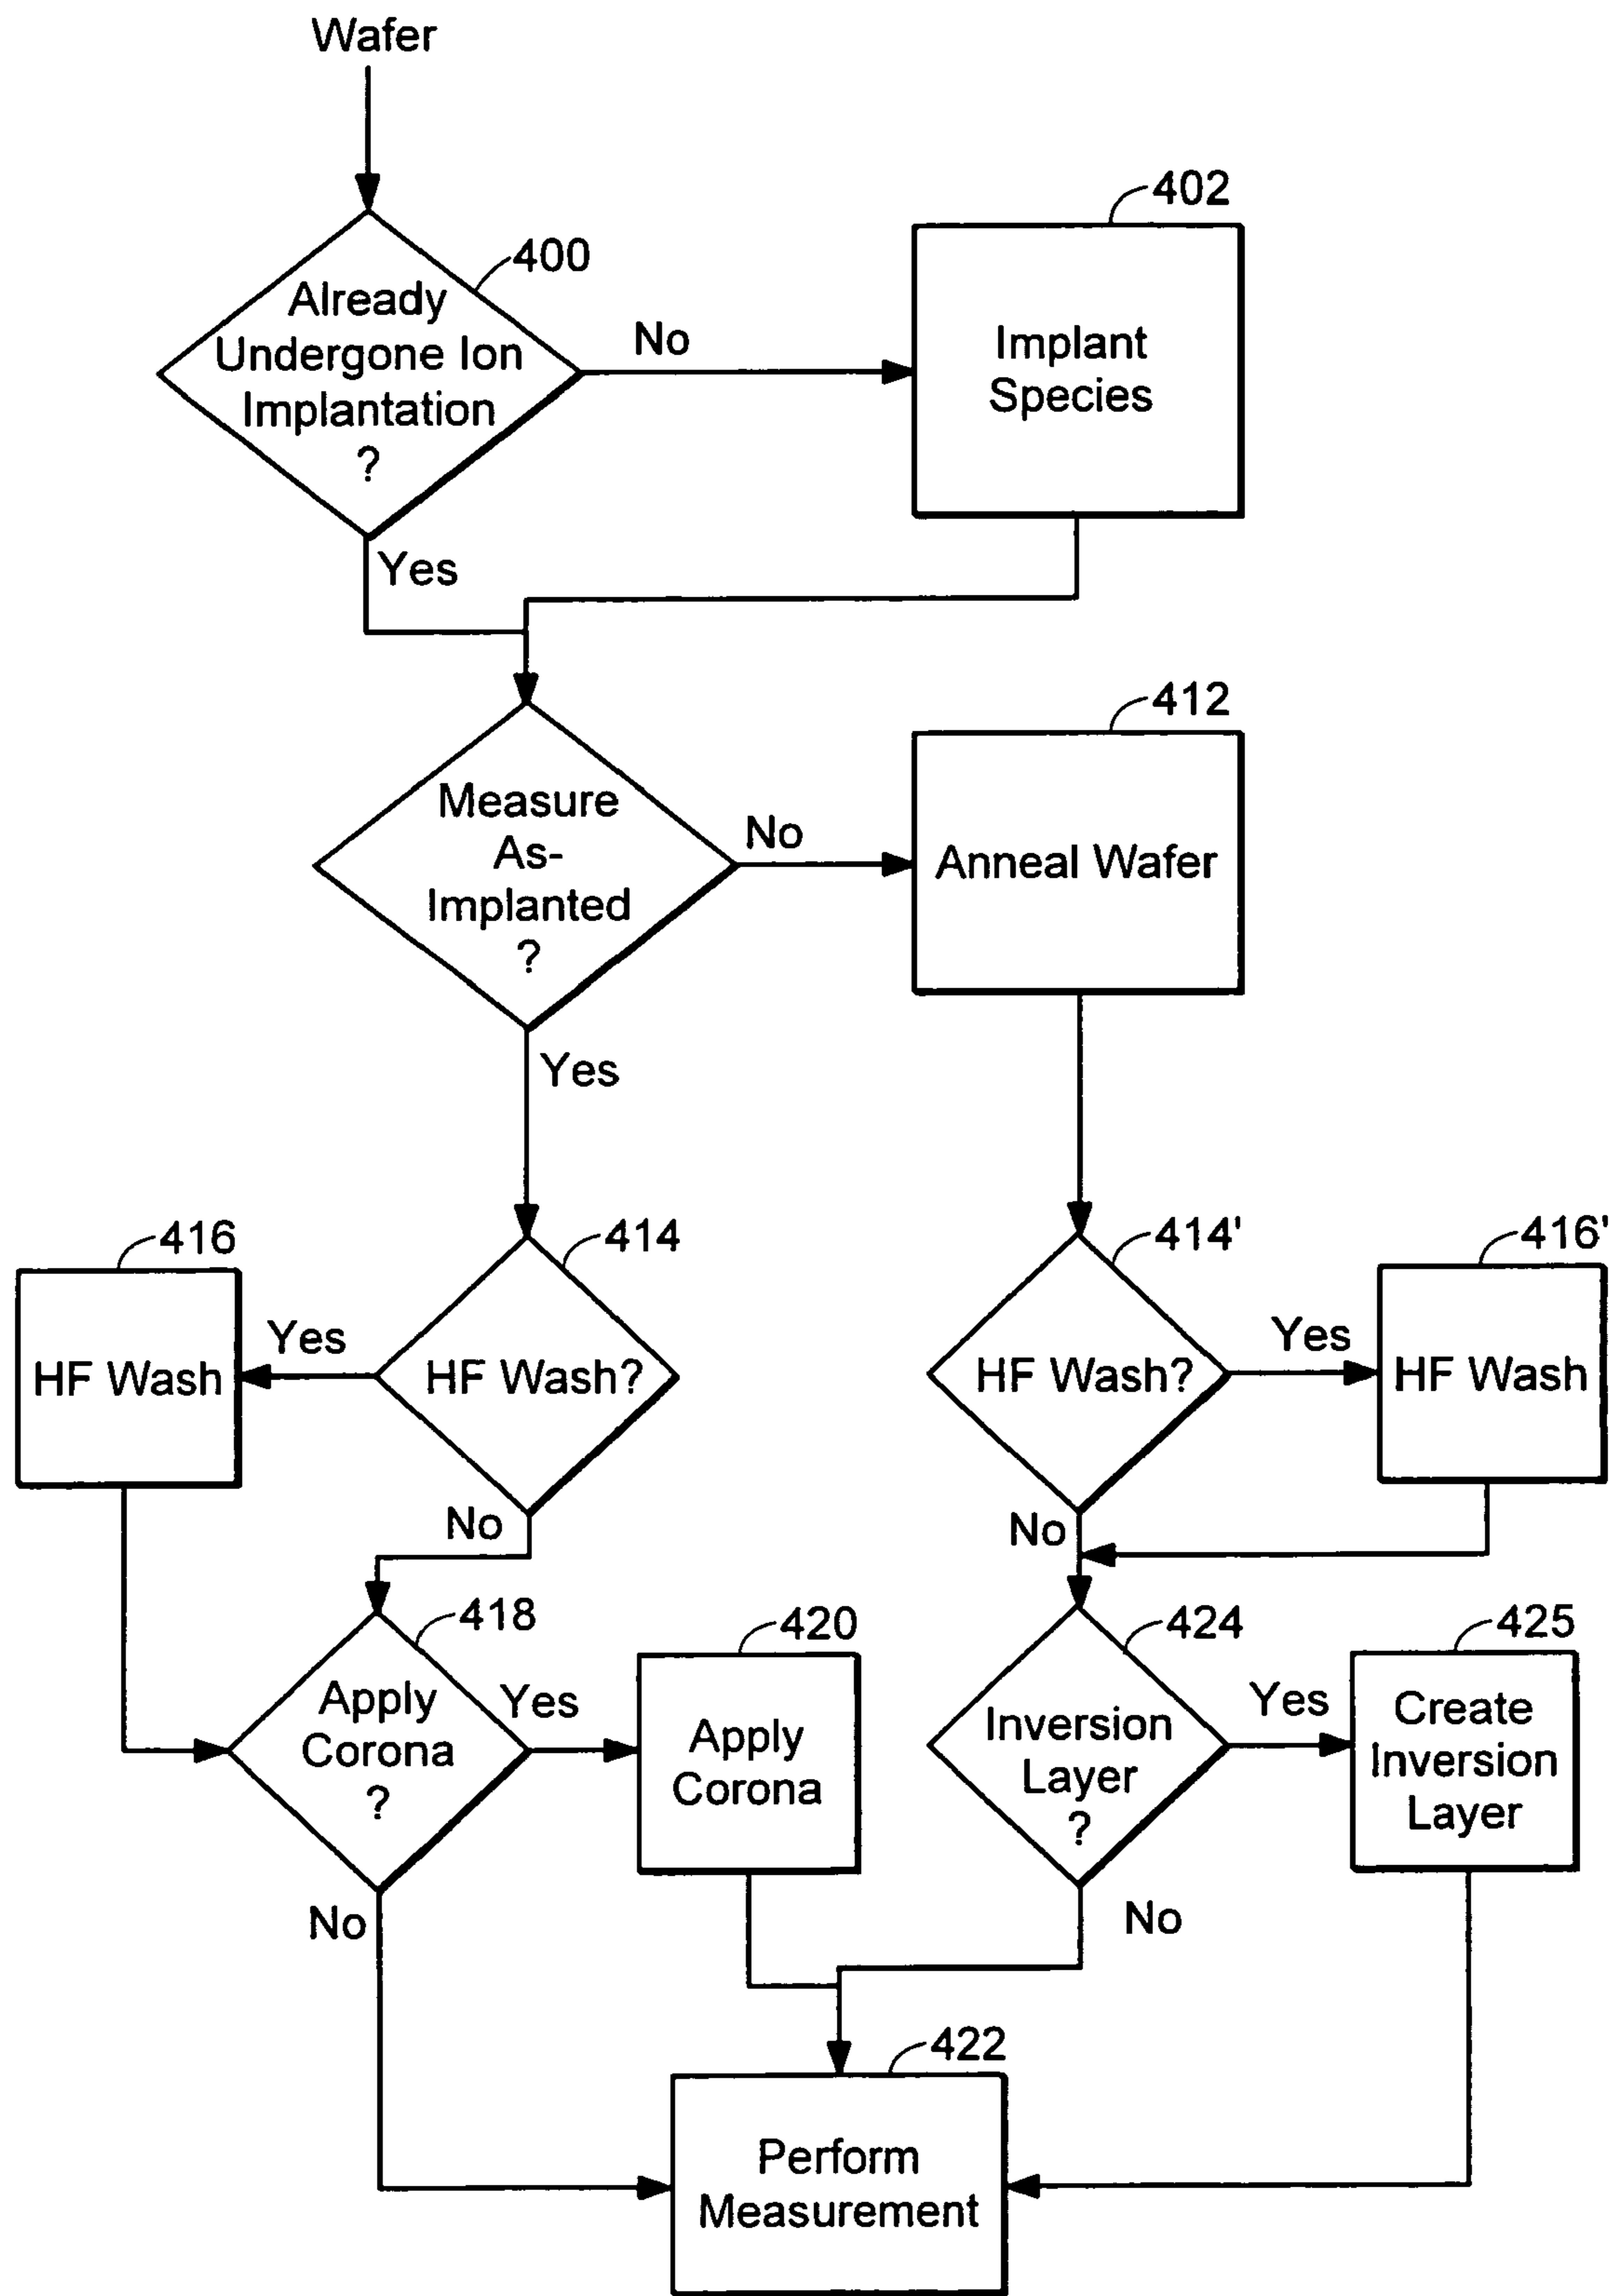 Wafer
400
Already
Undergone Ion
Implantation
?
No
402
Implant
Species
Yes
Measure
As-
Implanted
?
No
412
Anneal Wafer
Yes
416
HF Wash
Yes
414
HF Wash?
No
414'
HF Wash?
Yes
416'
HF Wash
No
418
Apply
Corona
?
Yes
420
Apply
Corona
No
424
Inversion
Layer
?
Yes
425
Create
Inversion
Layer
No
422
Perform
Measurement